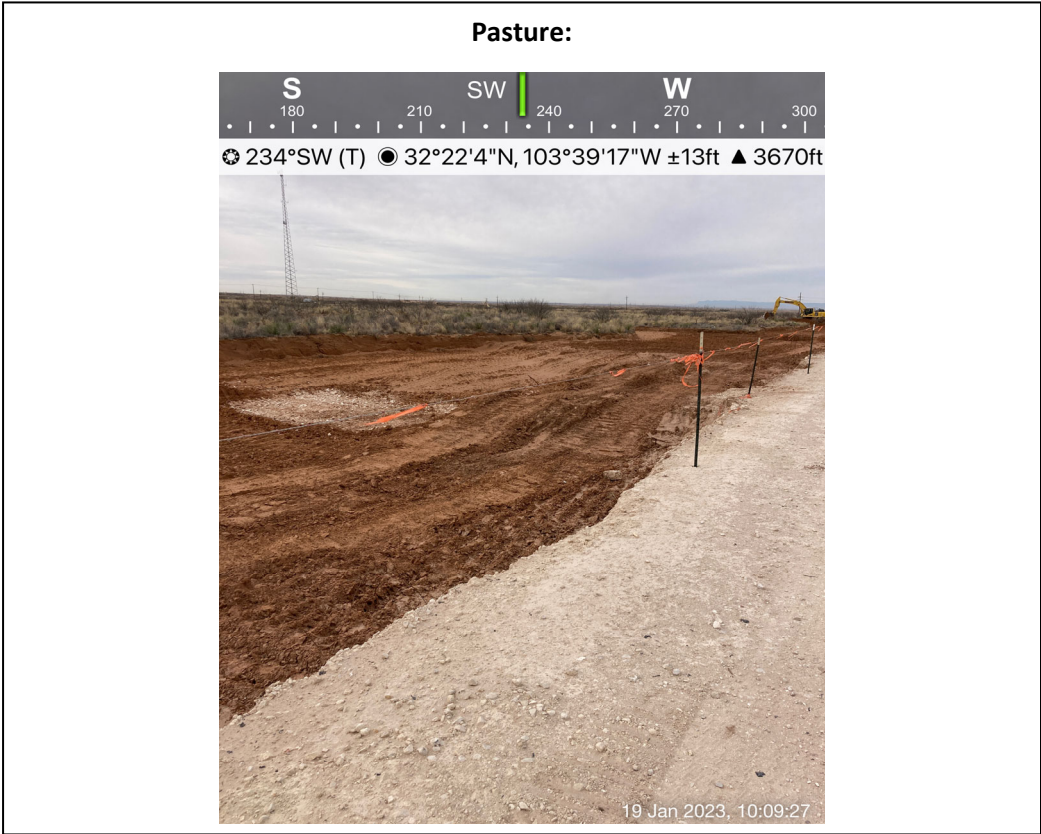 Pasture:
S SW W
180 210 240 270 300
234°SW (T) 32°22'4"N, 103°39'17"W ±13ft ▲ 3670ft
19 Jan 2023, 10:09:27